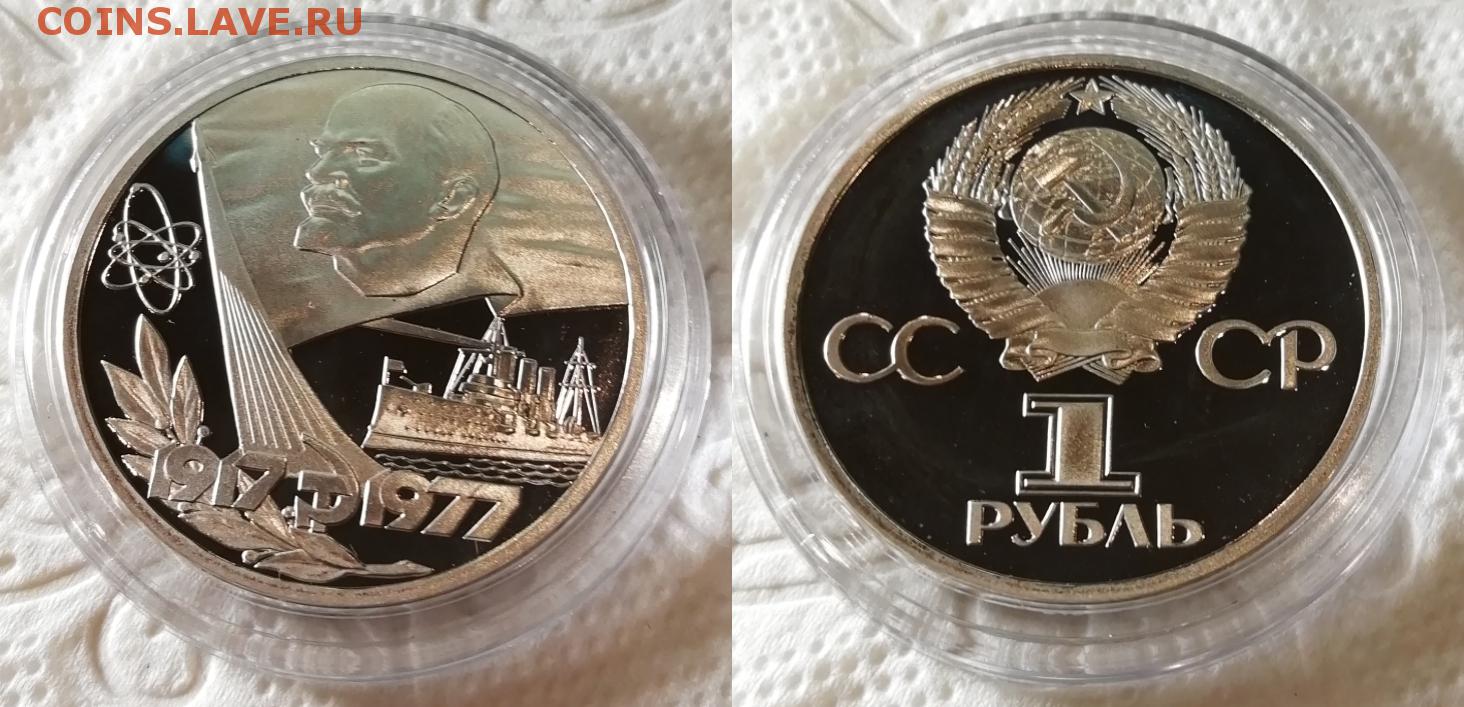 COINS.LAVE.RU
1917 1977
СС СР
1
РУБЛЬ